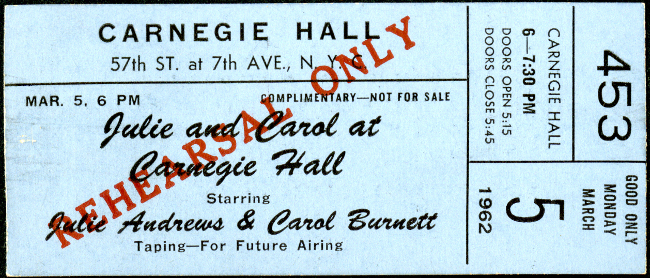 CARNEGIE HALL
57th ST. at 7th AVE., N. Y. C
MAR. 5, 6 PM
COMPLIMENTARY—NOT FOR SALE
Julie and Carol at
Carnegie Hall
Starring
Julie Andrews & Carol Burnett
Taping—For Future Airing
REHEARSAL ONLY
CARNEGIE HALL
6—7:30 PM
DOORS OPEN 5:15
DOORS CLOSE 5:45
453
GOOD ONLY
MONDAY
MARCH
5
1962